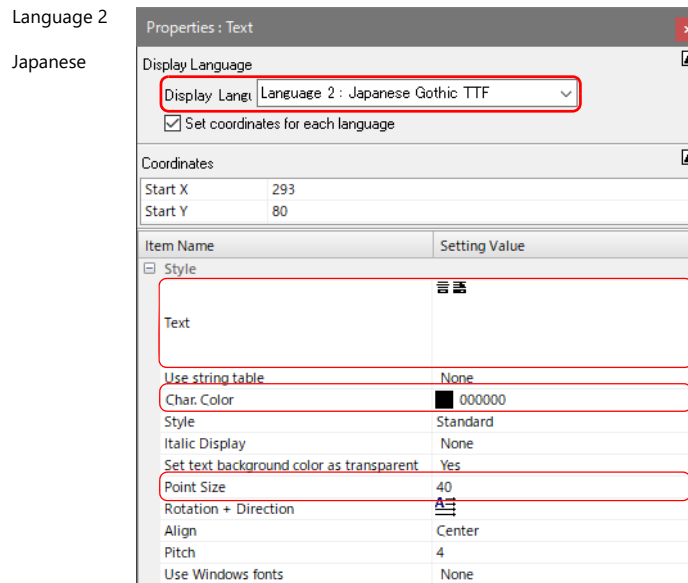 Language 2
Japanese
Properties : Text
Display Language
Display Langu Language 2 : Japanese Gothic TTF
Set coordinates for each language
Coordinates
Start X 293
Start Y 80
Item Name Setting Value
Style
Text 言語
Use string table None
Char. Color 000000
Style Standard
Italic Display None
Set text background color as transparent Yes
Point Size 40
Rotation + Direction A
Align Center
Pitch 4
Use Windows fonts None